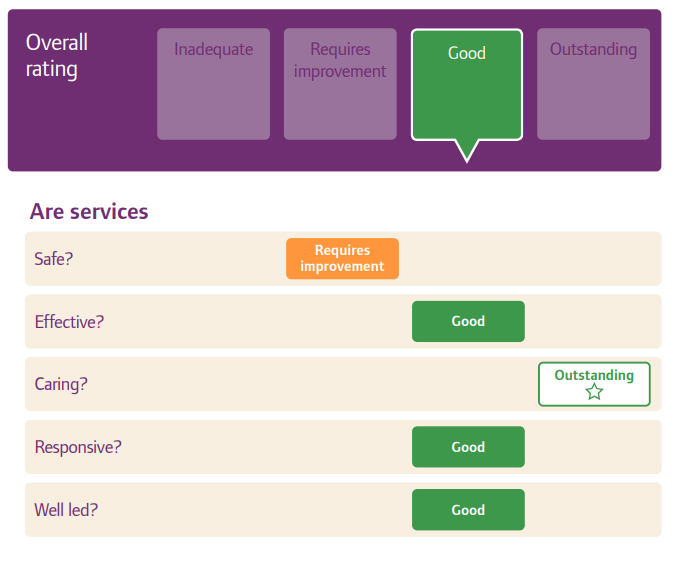 Overall
rating
Inadequate
Requires
improvement
Good
Outstanding
Are services
Safe?
Requires
improvement
Effective?
Good
Caring?
Outstanding
Responsive?
Good
Well led?
Good